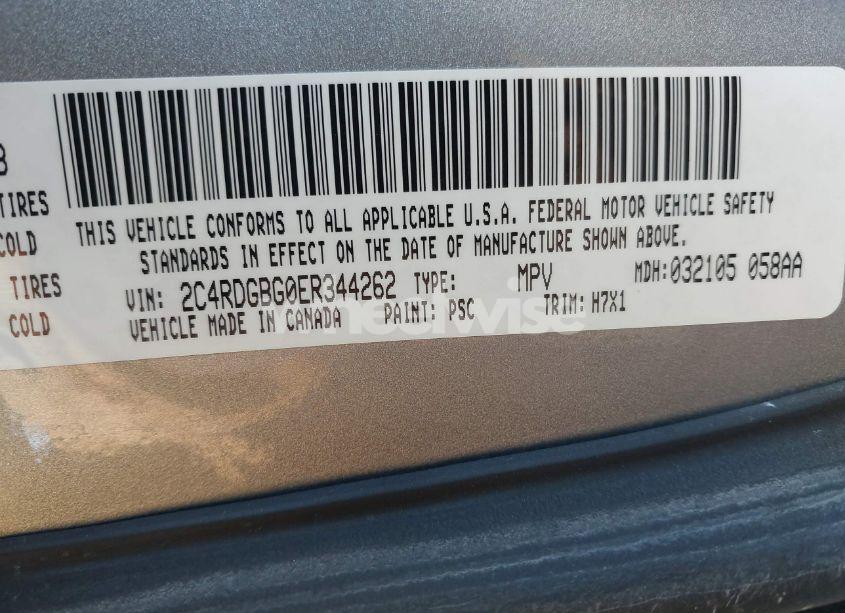 3
TIRES
COLD
TIRES
COLD
THIS VEHICLE CONFORMS TO ALL APPLICABLE U.S.A. FEDERAL MOTOR VEHICLE SAFETY
STANDARDS IN EFFECT ON THE DATE OF MANUFACTURE SHOWN ABOVE.
VIN: 2C4RDGBG0ER344262 TYPE: MPV MDH:032105 058AA
VEHICLE MADE IN CANADA PAINT: PSC TRIM: H7X1